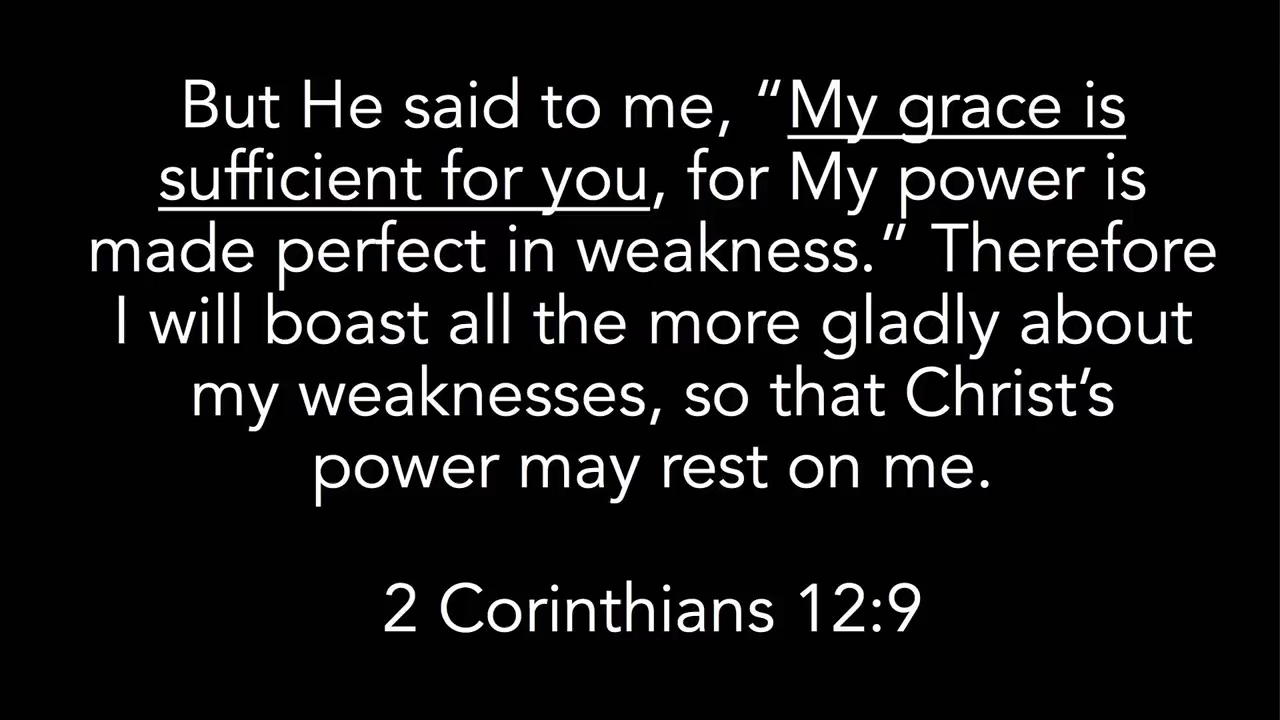 But He said to me, “My grace is
sufficient for you, for My power is
made perfect in weakness.” Therefore
I will boast all the more gladly about
my weaknesses, so that Christ’s
power may rest on me.
2 Corinthians 12:9